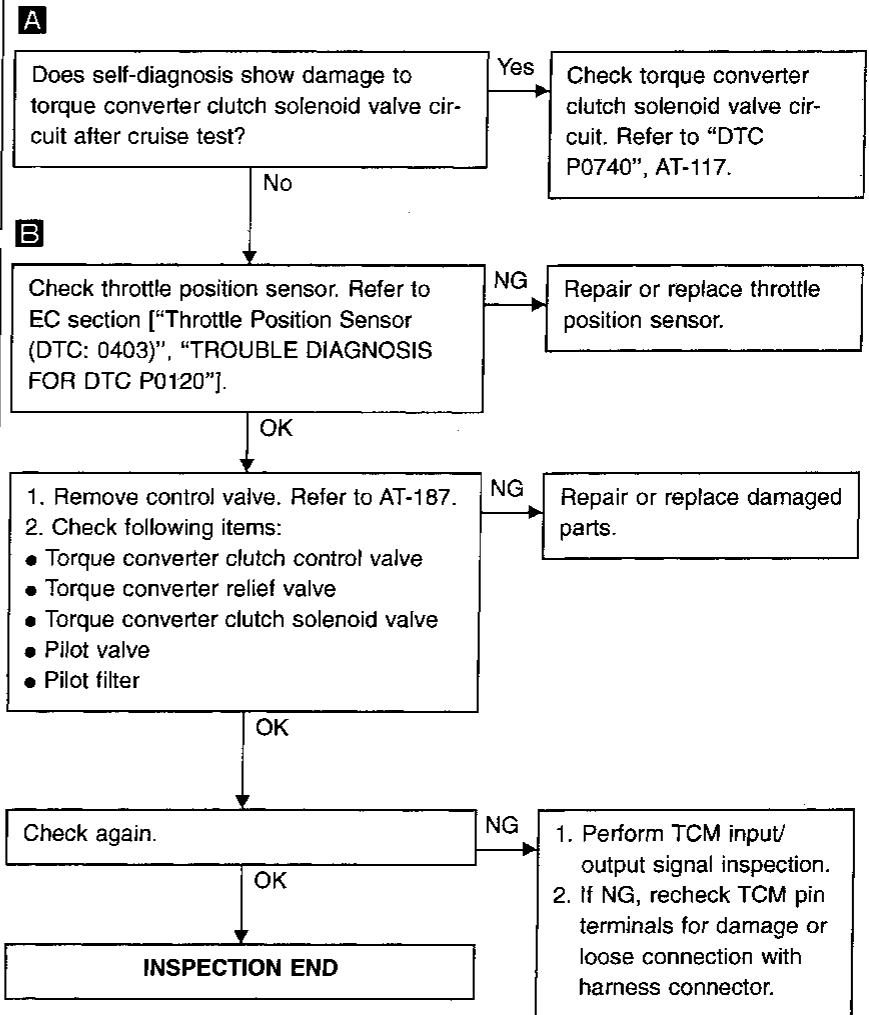 A
Does self-diagnosis show damage to
torque converter clutch solenoid valve cir-
cuit after cruise test?
Yes
Check torque converter
clutch solenoid valve cir-
cuit. Refer to “DTC
P0740”, AT-117.
No
B
Check throttle position sensor. Refer to
EC section [“Throttle Position Sensor
(DTC: 0403)”, “TROUBLE DIAGNOSIS
FOR DTC P0120”].
NG
Repair or replace throttle
position sensor.
OK
1. Remove control valve. Refer to AT-187.
2. Check following items:
● Torque converter clutch control valve
● Torque converter relief valve
● Torque converter clutch solenoid valve
● Pilot valve
● Pilot filter
NG
Repair or replace damaged
parts.
OK
Check again.
NG
1. Perform TCM input/
output signal inspection.
2. If NG, recheck TCM pin
terminals for damage or
loose connection with
harness connector.
OK
INSPECTION END